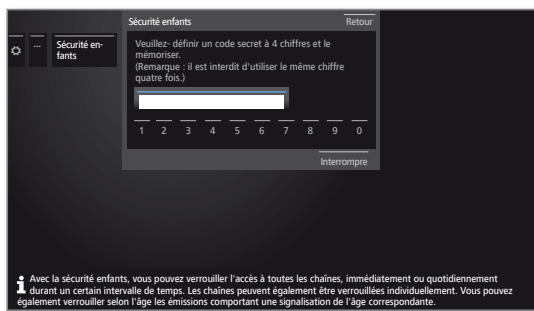 Sécurité enfants Retour
... Sécurité en-
fants
Veuillez- définir un code secret à 4 chiffres et le
mémoriser.
(Remarque : il est interdit d'utiliser le même chiffre
quatre fois.)
1 2 3 4 5 6 7 8 9 0
Interrompre
Avec la sécurité enfants, vous pouvez verrouiller l'accès à toutes les chaînes, immédiatement ou quotidiennement
durant un certain intervalle de temps. Les chaînes peuvent également être verrouillées individuellement. Vous pouvez
également verrouiller selon l'âge les émissions comportant une signalisation de l'âge correspondante.